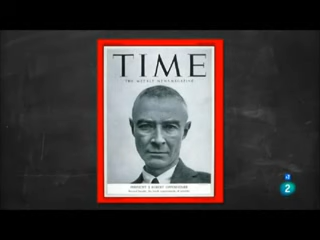 TIME
THE WEEKLY NEWSMAGAZINE
PHYSICIST J. ROBERT OPPENHEIMER
2